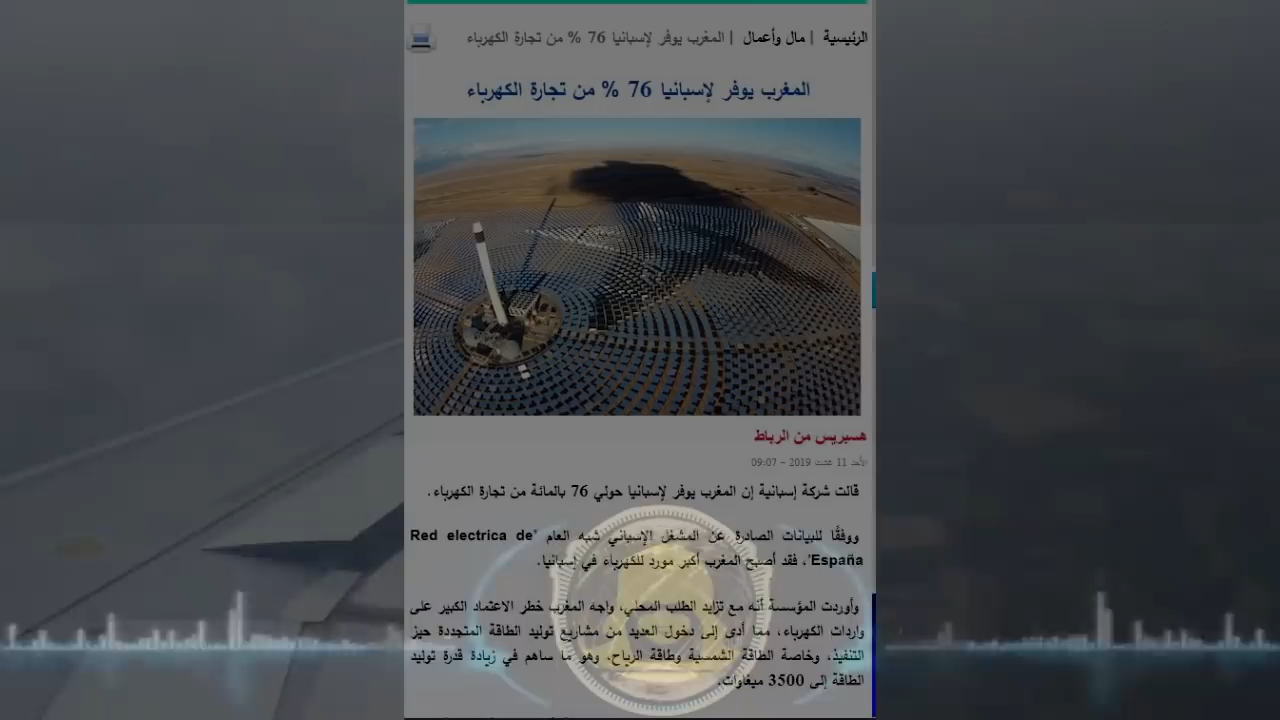 الرئيسية | مال وأعمال | المغرب يوفر لإسبانيا 76 % من تجارة الكهرباء
المغرب يوفر لإسبانيا 76 % من تجارة الكهرباء
هسبريس من الرباط
الأحد 11 غشت 2019 - 09:07
قالت شركة إسبانية إن المغرب يوفر لإسبانيا حولي 76 بالمائة من تجارة الكهرباء.
ووفقًا للبيانات الصادرة عن المشغل الإسباني شبه العام "Red electrica de
España"، فقد أصبح المغرب أكبر مورد للكهرباء في إسبانيا.
وأوردت المؤسسة أنه مع تزايد الطلب المحلي، واجه المغرب خطر الاعتماد الكبير على
واردات الكهرباء، مما أدى إلى دخول العديد من مشاريع توليد الطاقة المتجددة حيز
التنفيذ، وخاصة الطاقة الشمسية وطاقة الرياح، وهو ما ساهم في زيادة قدرة توليد
الطاقة إلى 3500 ميغاوات.